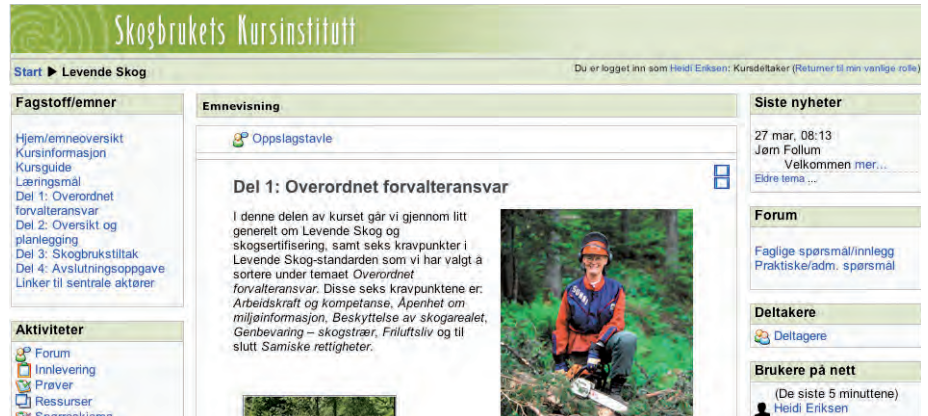 Skogbrukets Kursinstitutt
Start ▶ Levende Skog
Du er logget inn som Heidi Eriksen: Kursdeltaker (Returner til min vanlige rolle)
Fagstoff/emner
Hjem/emneoversikt
Kursinformasjon
Kursguide
Læringsmål
Del 1: Overordnet
forvalteransvar
Del 2: Oversikt og
planlegging
Del 3: Skogbrukstiltak
Del 4: Avslutningsoppgave
Linker til sentrale aktører
Aktiviteter
Forum
Innlevering
Prøver
Ressurser
Emnevisning
Oppslagstavle
Del 1: Overordnet forvalteransvar
I denne delen av kurset går vi gjennom litt
generelt om Levende Skog og
skogsertifisering, samt seks kravpunkter i
Levende Skog-standarden som vi har valgt å
sortere under temaet Overordnet
forvalteransvar. Disse seks kravpunktene er:
Arbeidskraft og kompetanse, Åpenhet om
miljøinformasjon, Beskyttelse av skogarealet,
Genbevaring – skogstrær, Friluftsliv og til
slutt Samiske rettigheter.
Siste nyheter
27 mar, 08:13
Jørn Follum
Velkommen mer...
Eldre tema ...
Forum
Faglige spørsmål/innlegg
Praktiske/adm. spørsmål
Deltakere
Deltagere
Brukere på nett
(De siste 5 minuttene)
Heidi Eriksen